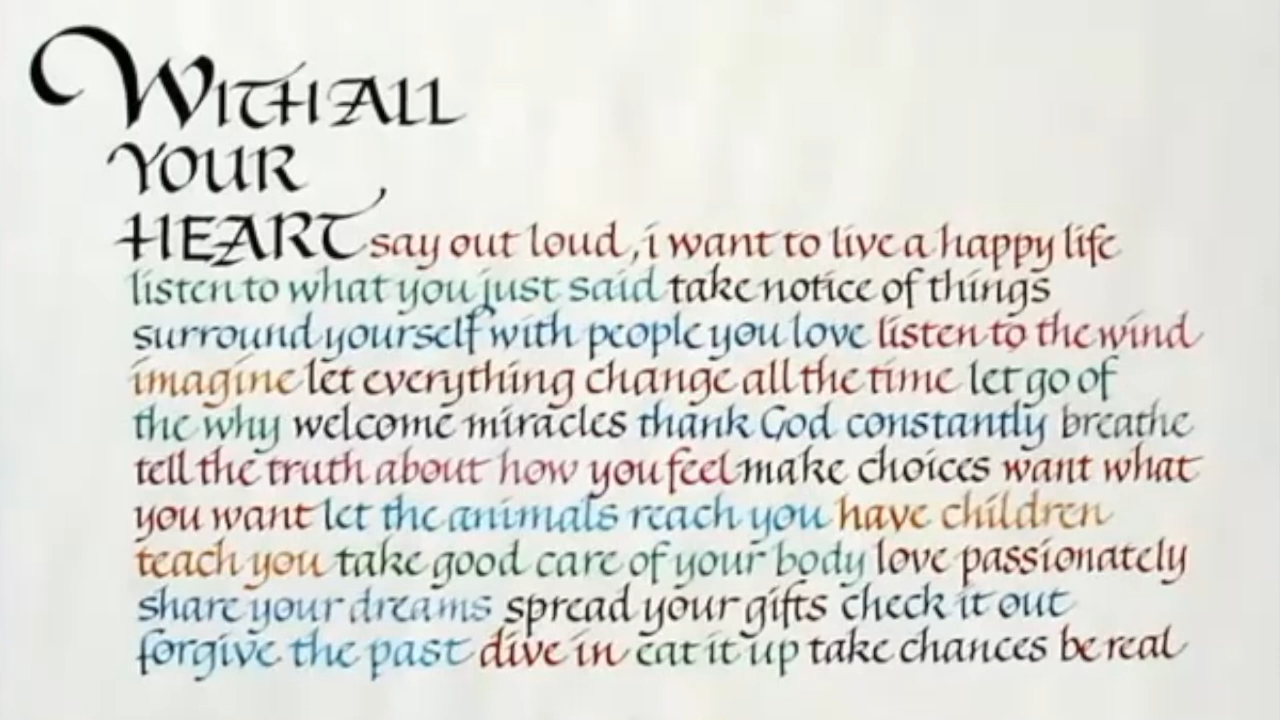 WITH ALL
YOUR
HEART say out loud, i want to live a happy life
listen to what you just said take notice of things
surround yourself with people you love listen to the wind
imagine let everything change all the time let go of
the why welcome miracles thank God constantly breathe
tell the truth about how you feel make choices want what
you want let the animals reach you have children
teach you take good care of your body love passionately
share your dreams spread your gifts check it out
forgive the past dive in eat it up take chances be real